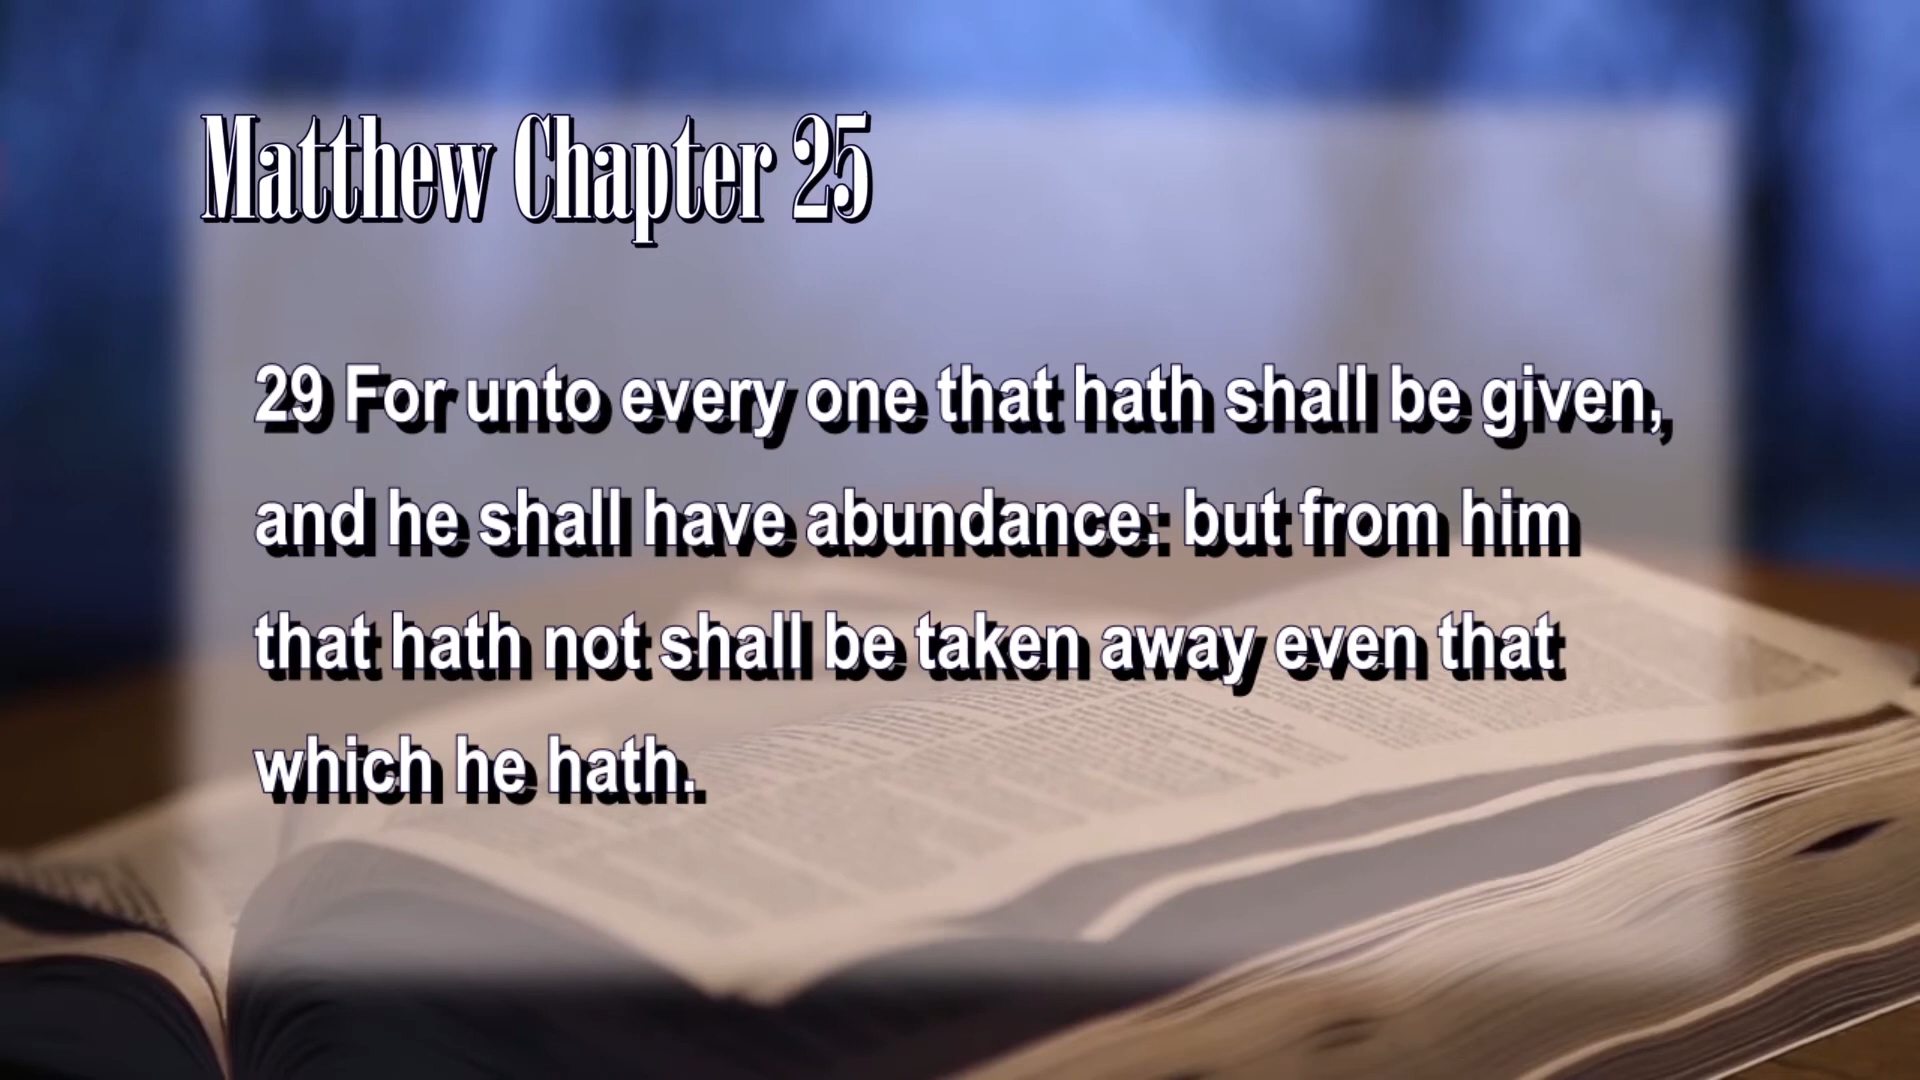 Matthew Chapter 25
29 For unto every one that hath shall be given,
and he shall have abundance: but from him
that hath not shall be taken away even that
which he hath.